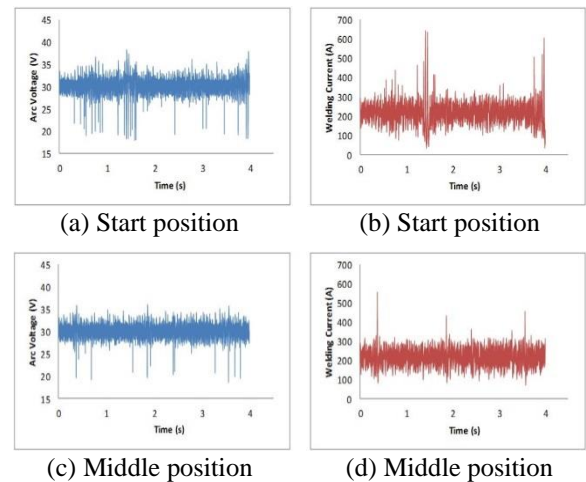 45
40
35
30
25
20
15
Arc Voltage (V)
0 1 2 3 4
Time (s)
700
600
500
400
300
200
100
0
Welding Current (A)
0 1 2 3 4
Time (s)
(a) Start position (b) Start position
45
40
35
30
25
20
15
Arc Voltage (V)
0 1 2 3 4
Time (s)
700
600
500
400
300
200
100
0
Welding Current (A)
0 1 2 3 4
Time (s)
(c) Middle position (d) Middle position